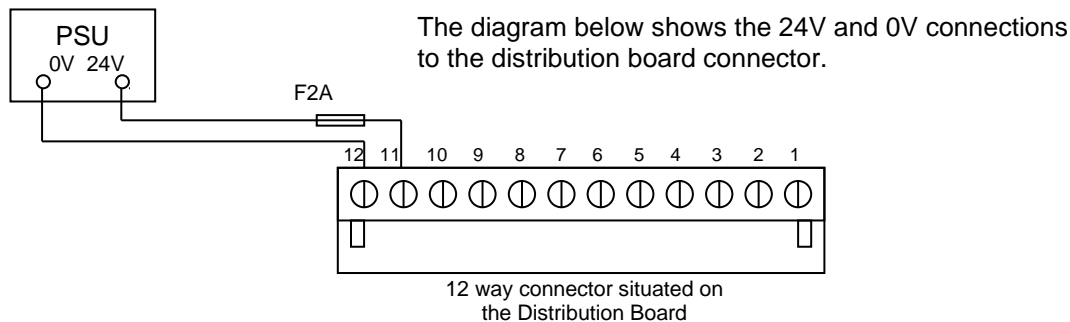 The diagram below shows the 24V and 0V connections
to the distribution board connector.
PSU
0V 24V
F2A
12 11 10 9 8 7 6 5 4 3 2 1
12 way connector situated on
the Distribution Board